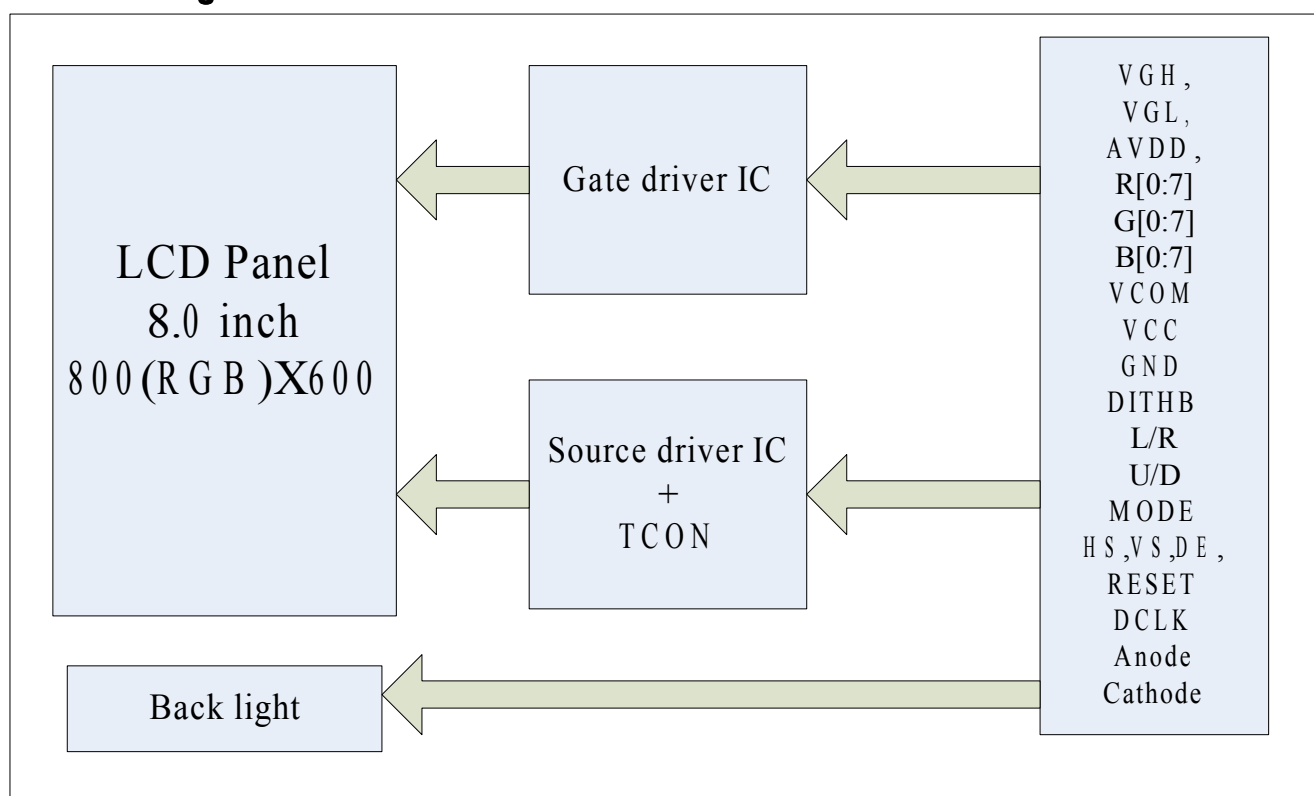 LCD Panel
8.0 inch
800(RGB)X600
Gate driver IC
Source driver IC
+
TCON
Back light
VGH,
VGL,
AVDD,
R[0:7]
G[0:7]
B[0:7]
VCOM
VCC
GND
DITHB
L/R
U/D
MODE
HS,VS,DE,
RESET
DCLK
Anode
Cathode